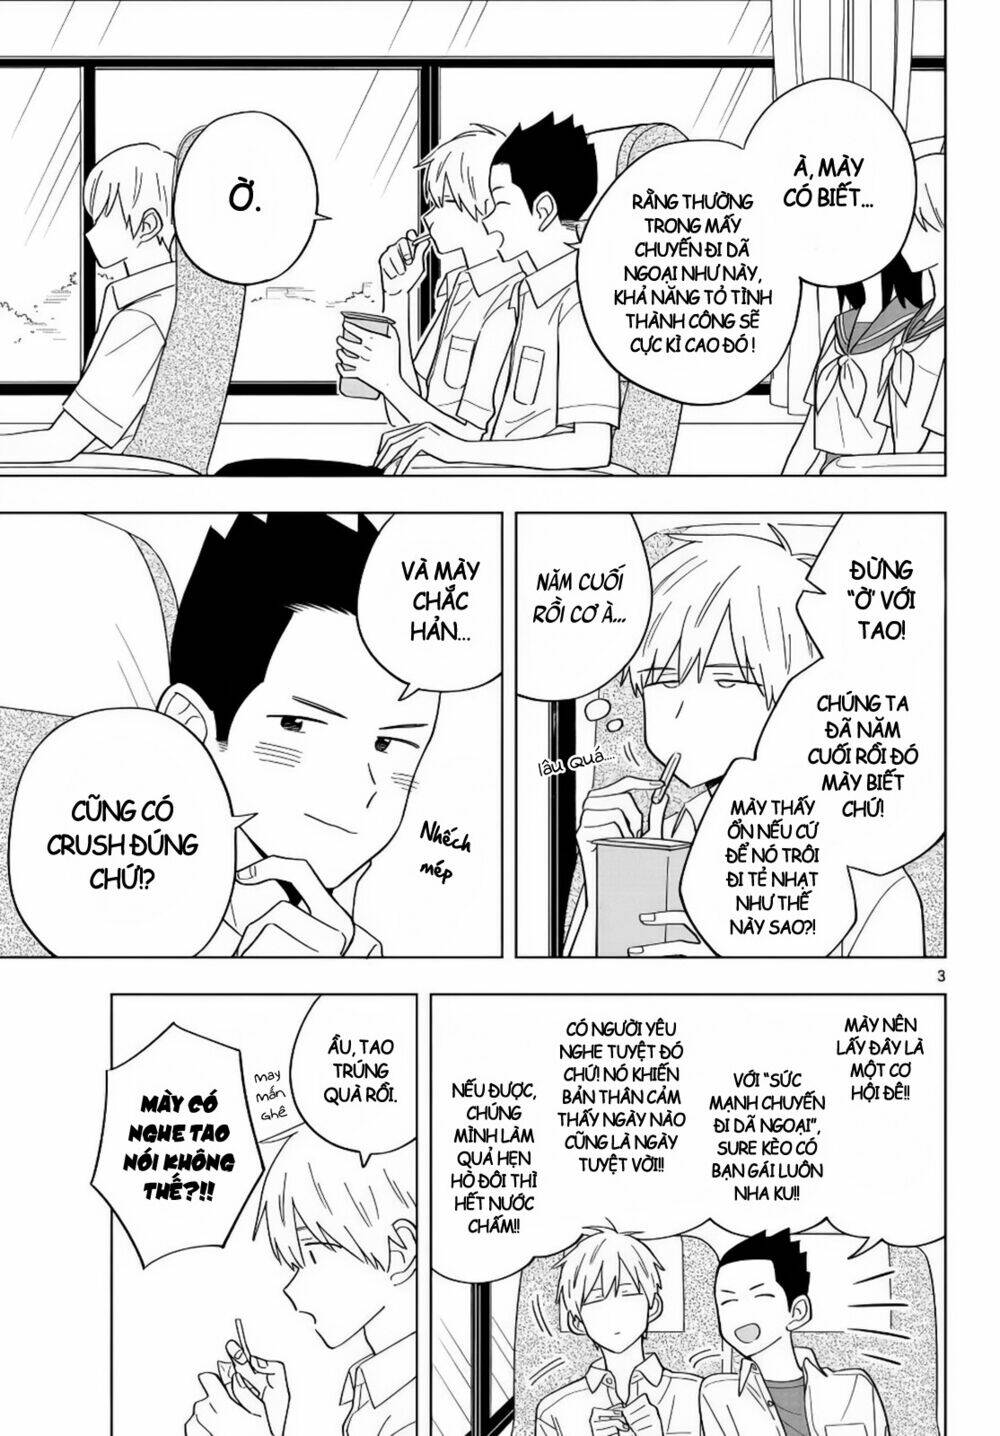 À, MÀY
CÓ BIẾT...
RẰNG THƯỜNG
TRONG MẤY
CHUYẾN ĐI DÃ
NGOẠI NHƯ NÀY,
KHẢ NĂNG TỎ TÌNH
THÀNH CÔNG SẼ
CỰC KÌ CAO ĐÓ !
Ờ.
ĐỪNG
"Ờ" VỚI
TAO!
CHÚNG TA
ĐÃ NĂM
CUỐI RỒI ĐÓ
MÀY BIẾT
CHỨ!
MÀY THẤY
ỔN NẾU CỨ
ĐỂ NÓ TRÔI
ĐI TẺ NHẠT
NHƯ THẾ
NÀY SAO?!
NĂM CUỐI
RỒI CƠ À...
lâu quá....
VÀ MÀY
CHẮC
HẢN...
CŨNG CÓ
CRUSH ĐÚNG
CHỨ!?
Nhếch
mép
3
MÀY NÊN
LẤY ĐÂY LÀ
MỘT CƠ
HỘI ĐÊ!!
VỚI "SỨC
MẠNH CHUYẾN
ĐI DÃ NGOẠI",
SURE KÈO CÓ
BẠN GÁI LUÔN
NHA KU!!
CÓ NGƯỜI YÊU
NGHE TUYỆT ĐÓ
CHỨ! NÓ KHIẾN
BẢN THÂN CẢM
THẤY NGÀY NÀO
CŨNG LÀ NGÀY
TUYỆT VỜI!!
NẾU ĐƯỢC,
CHÚNG
MÌNH LÀM
QUẢ HẸN
HÒ ĐÔI THÌ
HẾT NƯỚC
CHẤM!!
ẦU, TAO
TRÚNG
QUÀ RỒI.
may
mắn
ghê
MÀY CÓ
NGHE TAO
NÓI KHÔNG
THẾ?!!